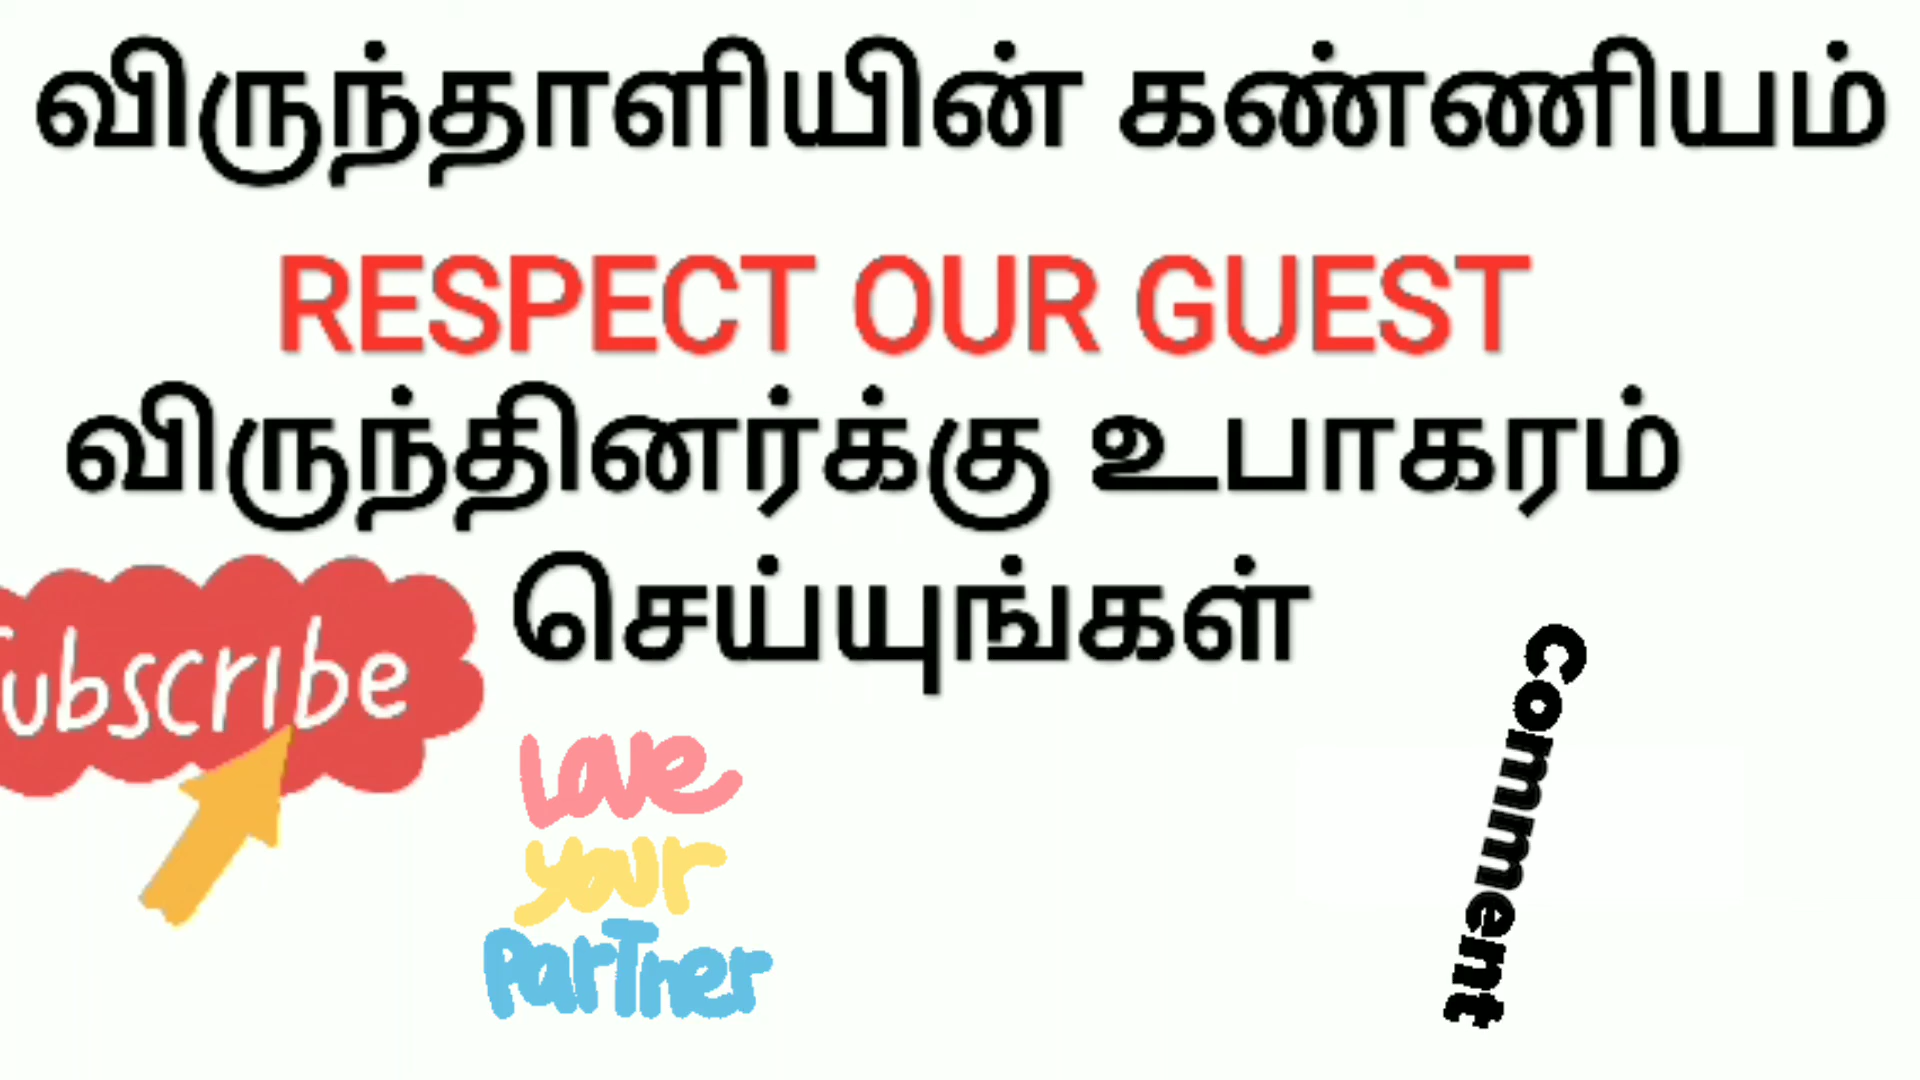 விருந்தாளியின் கண்ணியம்
RESPECT OUR GUEST
விருந்தினர்க்கு உபாகரம்
செய்யுங்கள்
ubscribe
Love
your
Partner
Comment